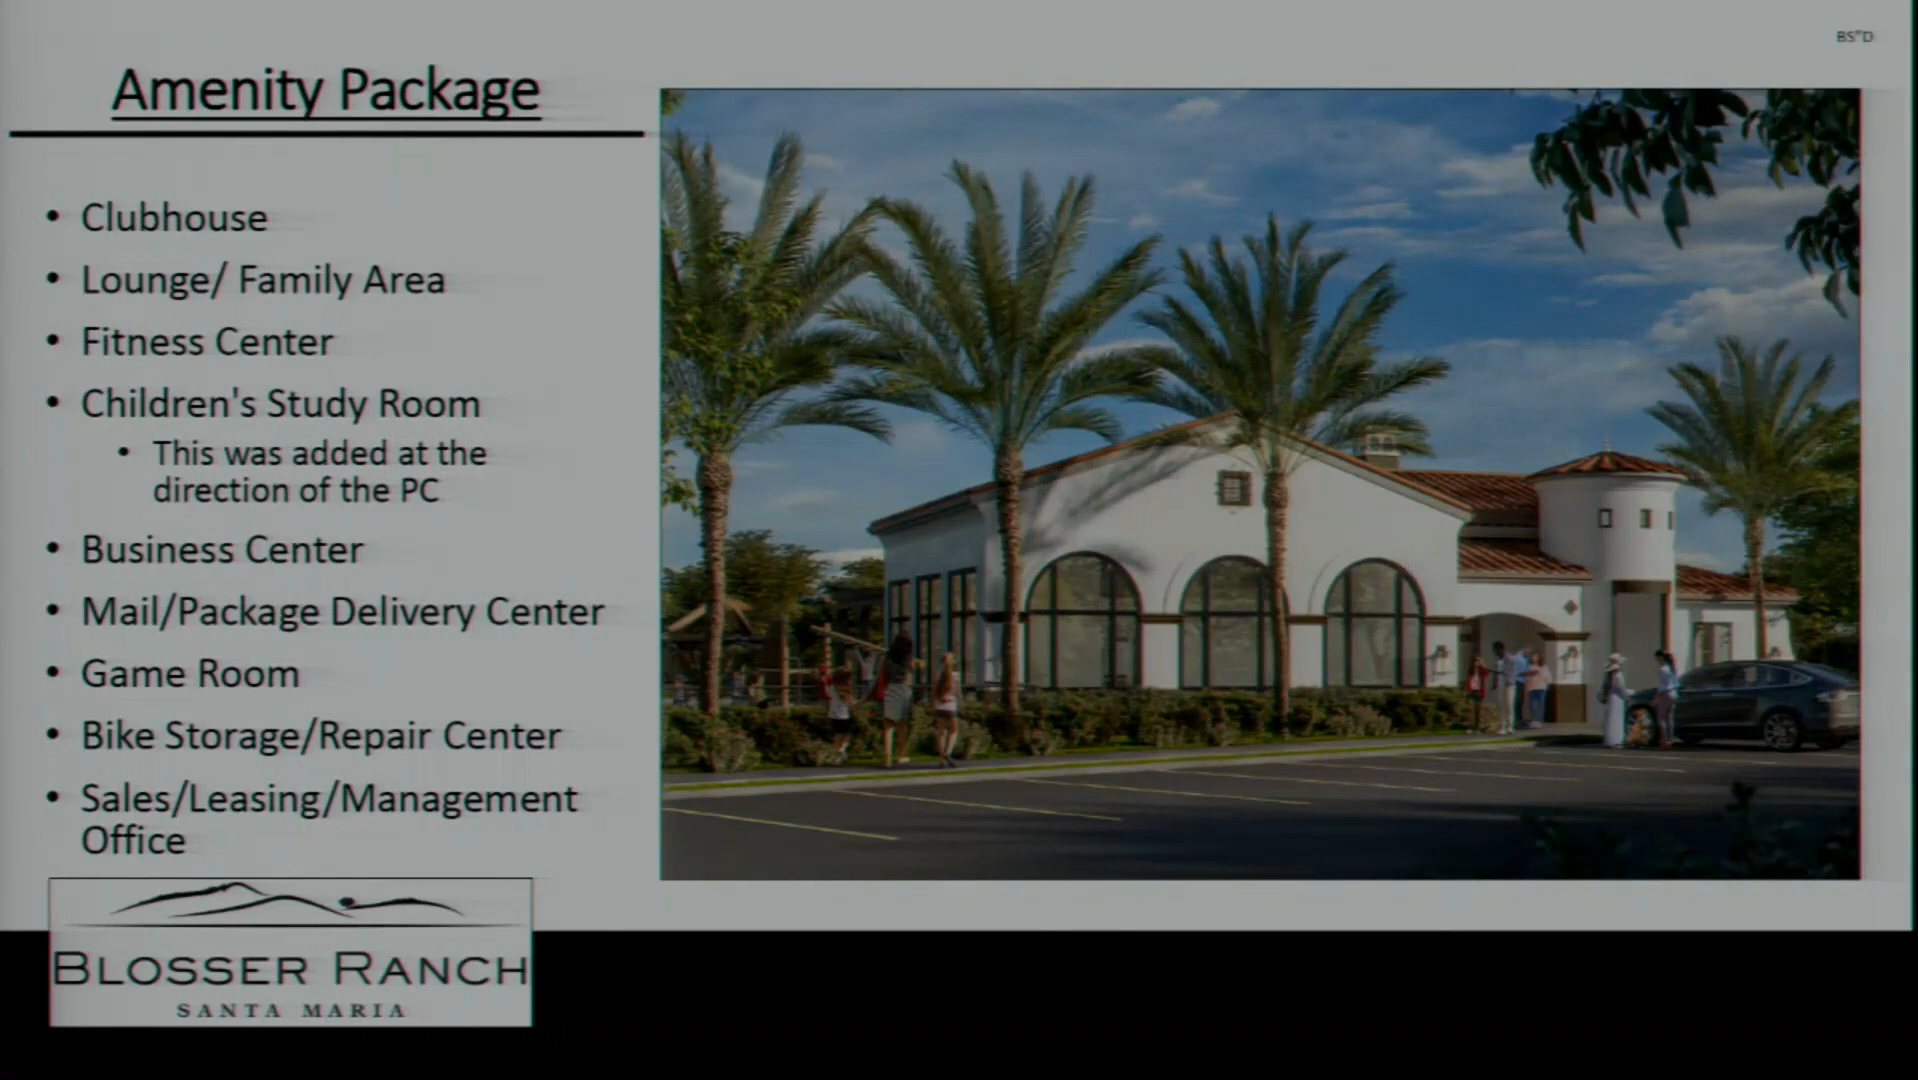 BS"D
Amenity Package
• Clubhouse
• Lounge/ Family Area
• Fitness Center
• Children's Study Room
• This was added at the
direction of the PC
• Business Center
• Mail/Package Delivery Center
• Game Room
• Bike Storage/Repair Center
• Sales/Leasing/Management
Office
BLOSSER RANCH
SANTA MARIA